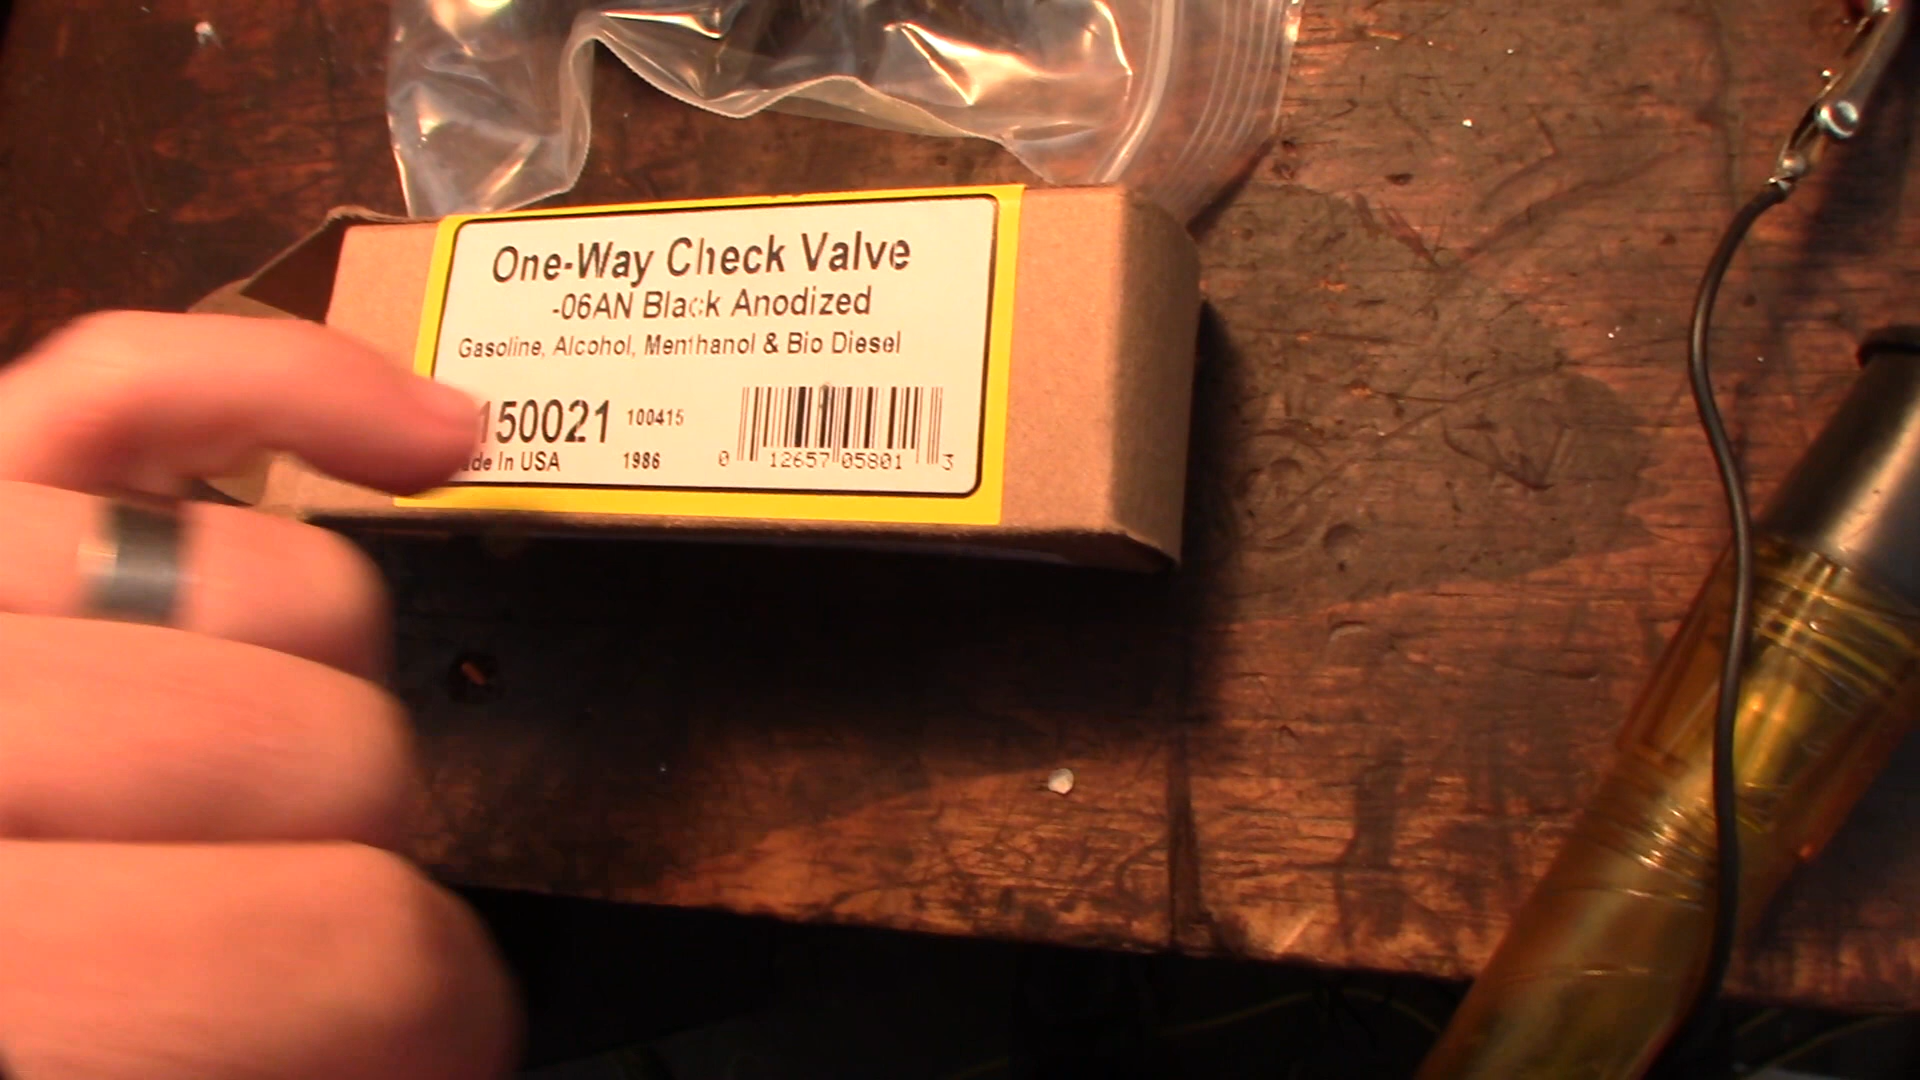 One-Way Check Valve
-06AN Black Anodized
Gasoline, Alcohol, Menthanol & Bio Diesel
150021 100415
ade In USA 1986
0 12657 05801 3